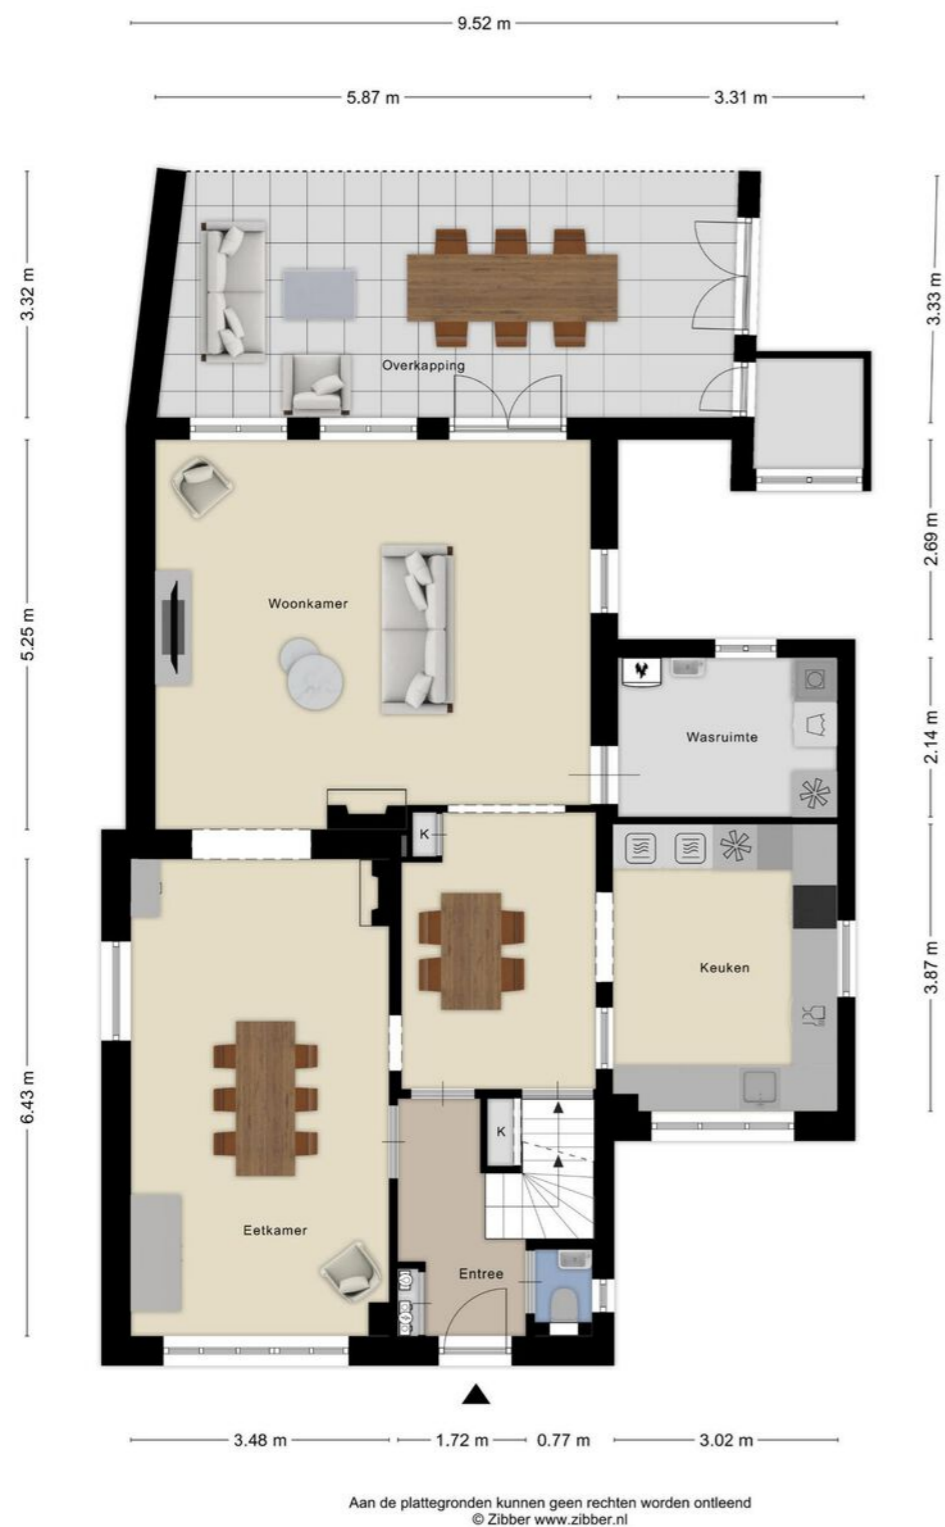 9.52 m
5.87 m
3.31 m
3.32 m
3.33 m
Overkapping
2.69 m
5.25 m
Woonkamer
2.14 m
Wasruimte
K
Keuken
3.87 m
6.43 m
K
Eetkamer
Entree
3.48 m
1.72 m
0.77 m
3.02 m
Aan de plattegronden kunnen geen rechten worden ontleend
© Zibber www.zibber.nl